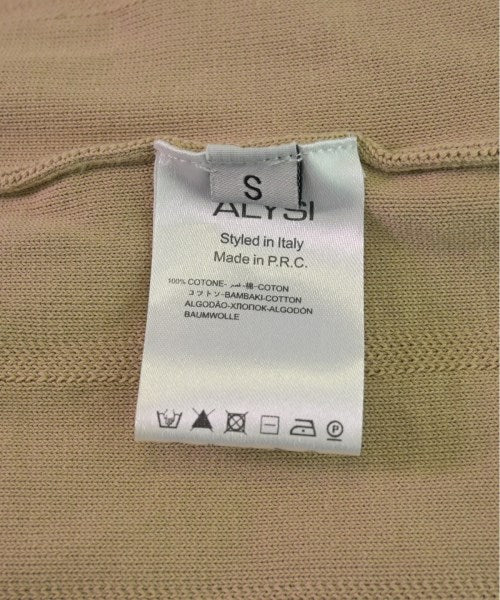 S
ALYSI
Styled in Italy
Made in P.R.C.
100% COTONE- -棉-COTON
コットン-BAMBAKI-COTTON
ALGODÃO-ХЛОПОК-ALGODÓN
BAUMWOLLE
P